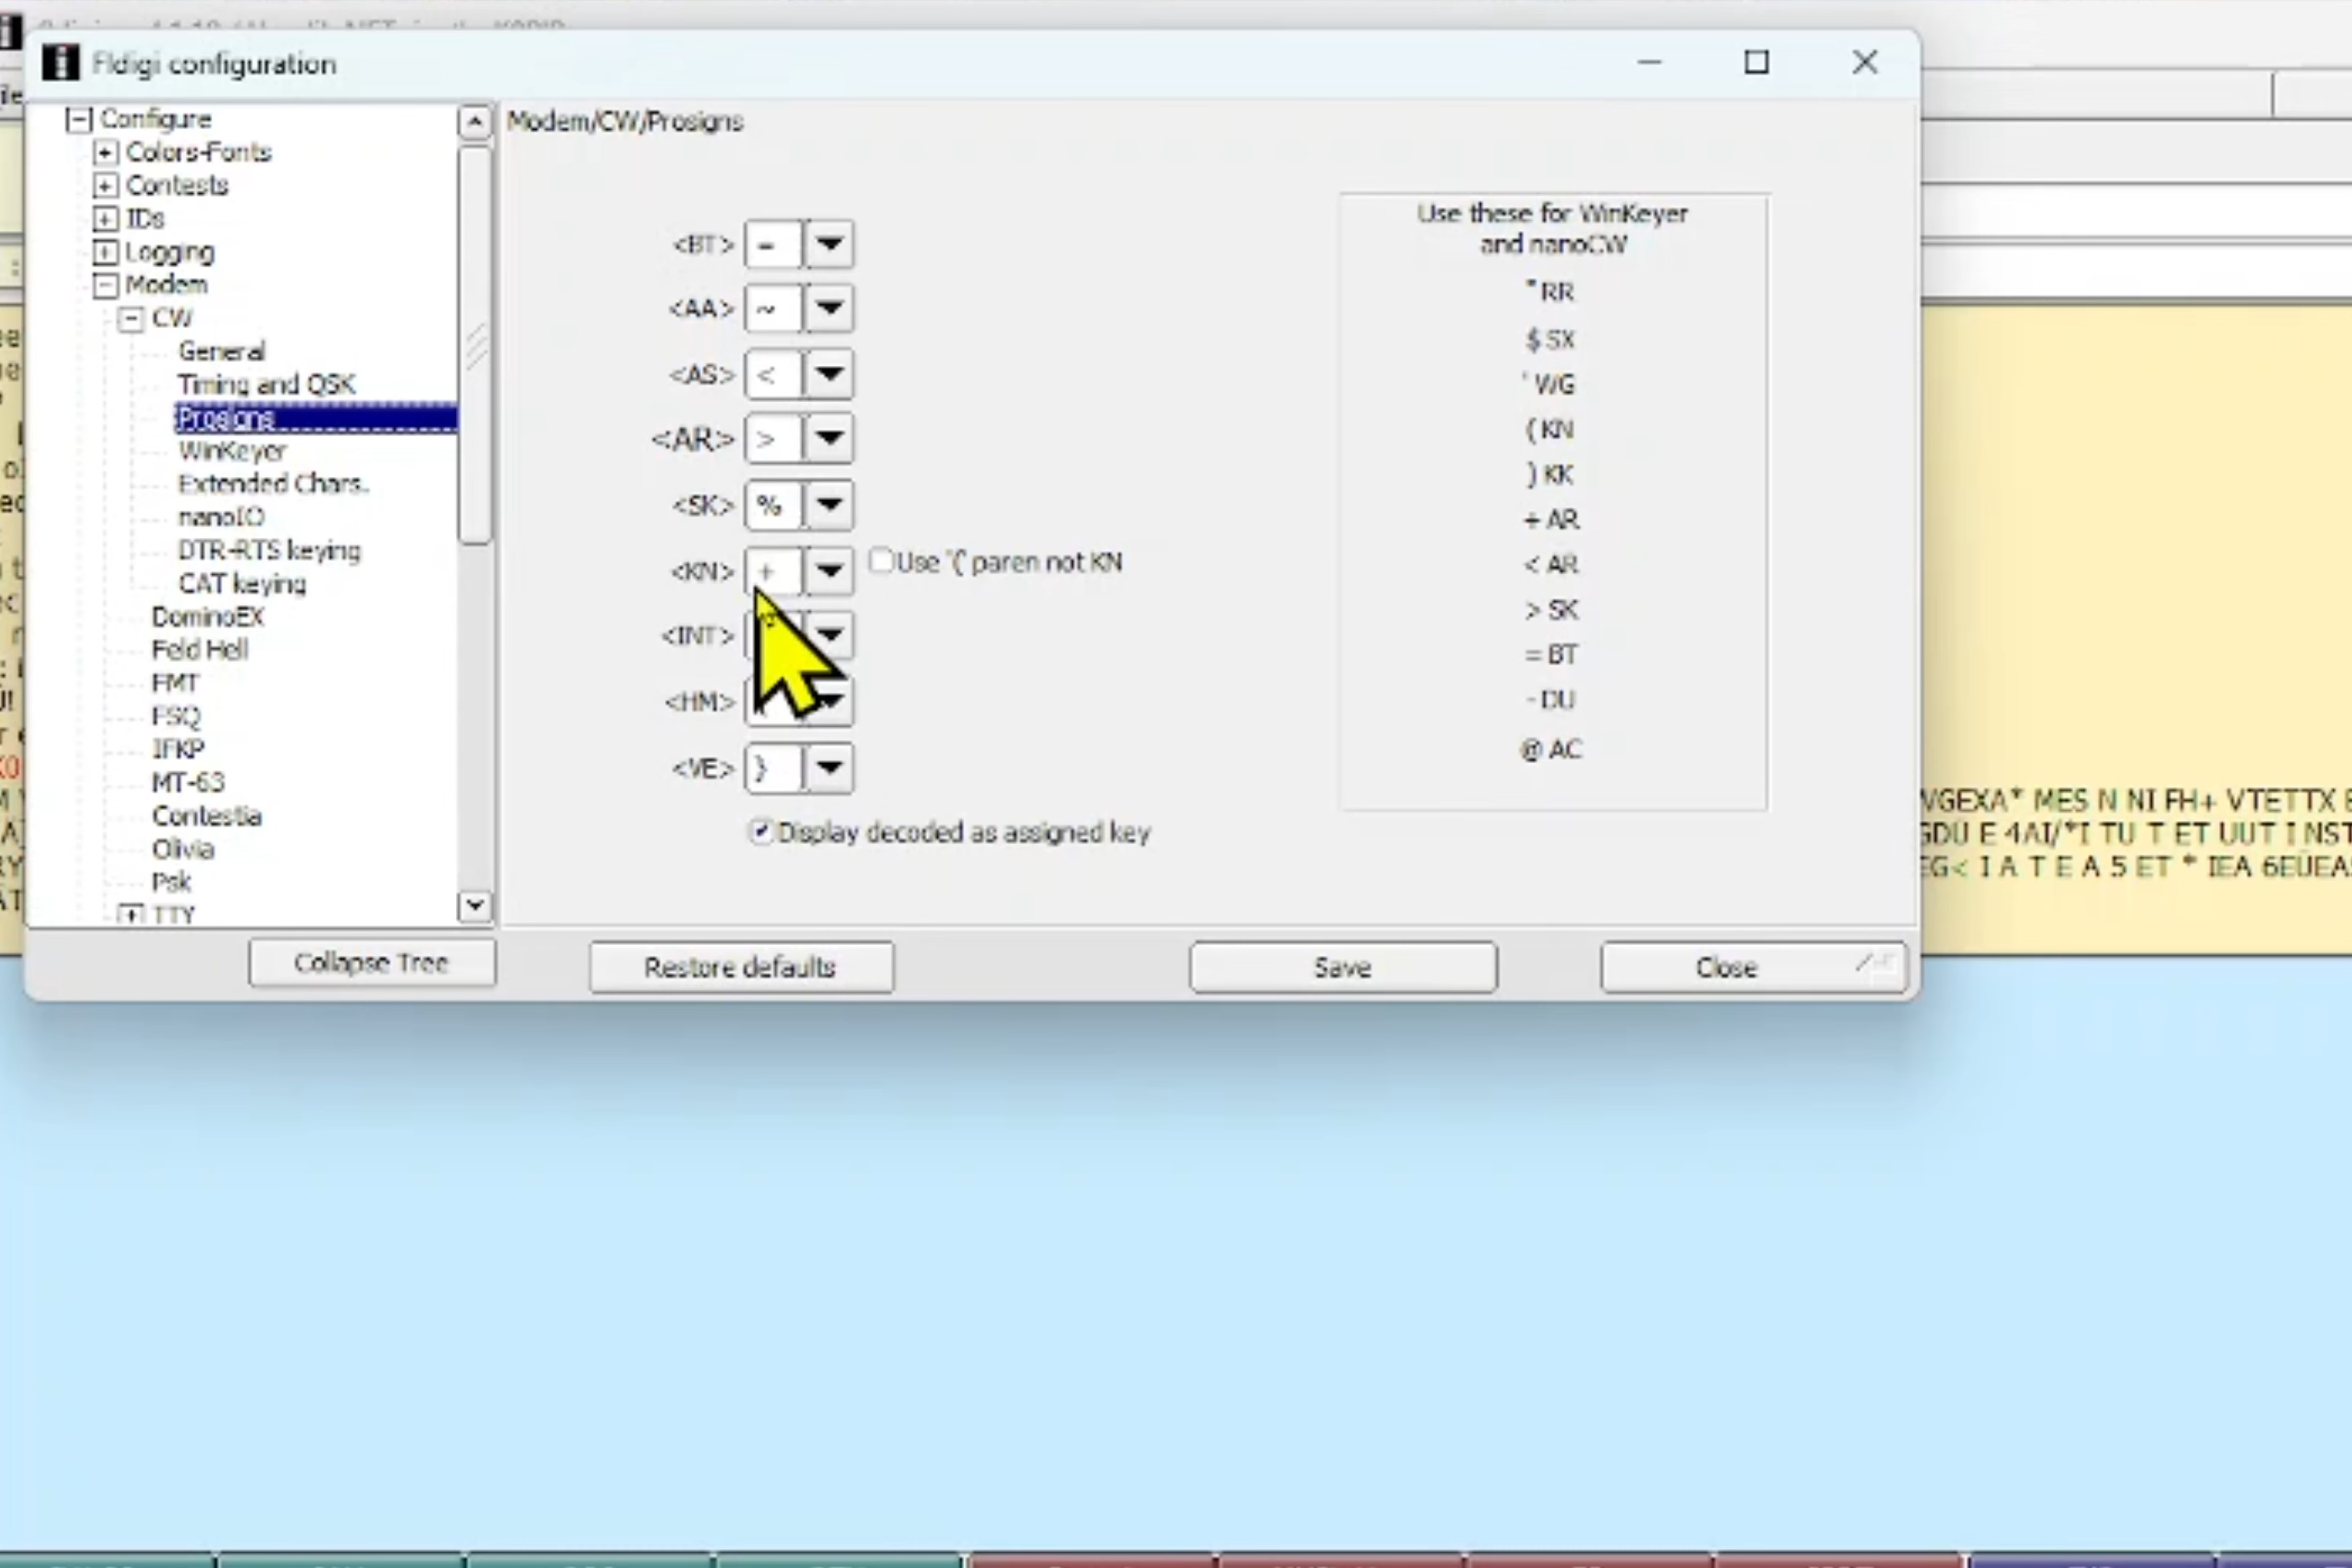 Fldigi configuration
Configure
Colors-Fonts
Contests
IDs
Logging
Modem
CW
General
Timing and QSK
Prosigns
WinKeyer
Extended Chars.
nanoIO
DTR-RTS keying
CAT keying
DominoEX
Feld Hell
FMT
FSQ
IFKP
MT-63
Contestia
Olivia
Psk
TTY
Collapse Tree
Modem/CW/Prosigns
<BT> =
<AA> ~
<AS> <
<AR> >
<SK> %
<KN> + Use '(' paren not KN
<INT>
<HM>
<VE> }
Display decoded as assigned key
Use these for WinKeyer
and nanoCW
" RR
$ SX
' WG
( KN
) KK
+ AR
< AR
> SK
= BT
- DU
@ AC
Restore defaults
Save
Close
WGEXA* MES N NI FH+ VTETTX
GDU E 4AI/*I TU T ET UUT I NST
EG< I A T E A 5 ET * IEA 6EÜEA